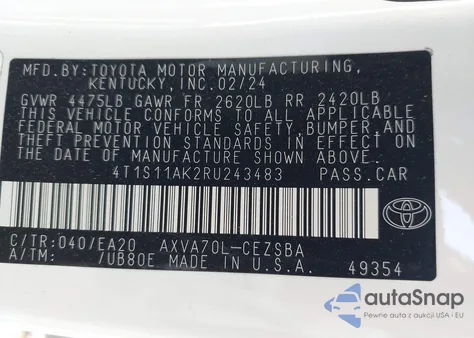 MFD.BY:TOYOTA MOTOR MANUFACTURING,
KENTUCKY, INC.02/24
GVWR 4475LB GAWR FR 2620LB RR 2420LB
THIS VEHICLE CONFORMS TO ALL APPLICABLE
FEDERAL MOTOR VEHICLE SAFETY, BUMPER, AND
THEFT PREVENTION STANDARDS IN EFFECT ON
THE DATE OF MANUFACTURE SHOWN ABOVE.
4T1S11AK2RU243483 PASS.CAR
C/TR:040/EA20 AXVA70L-CEZSBA
A/TM: /UB80E MADE IN U.S.A. 49354
TOYOTA
autoSnap
Pewne auta z aukcji USA i EU